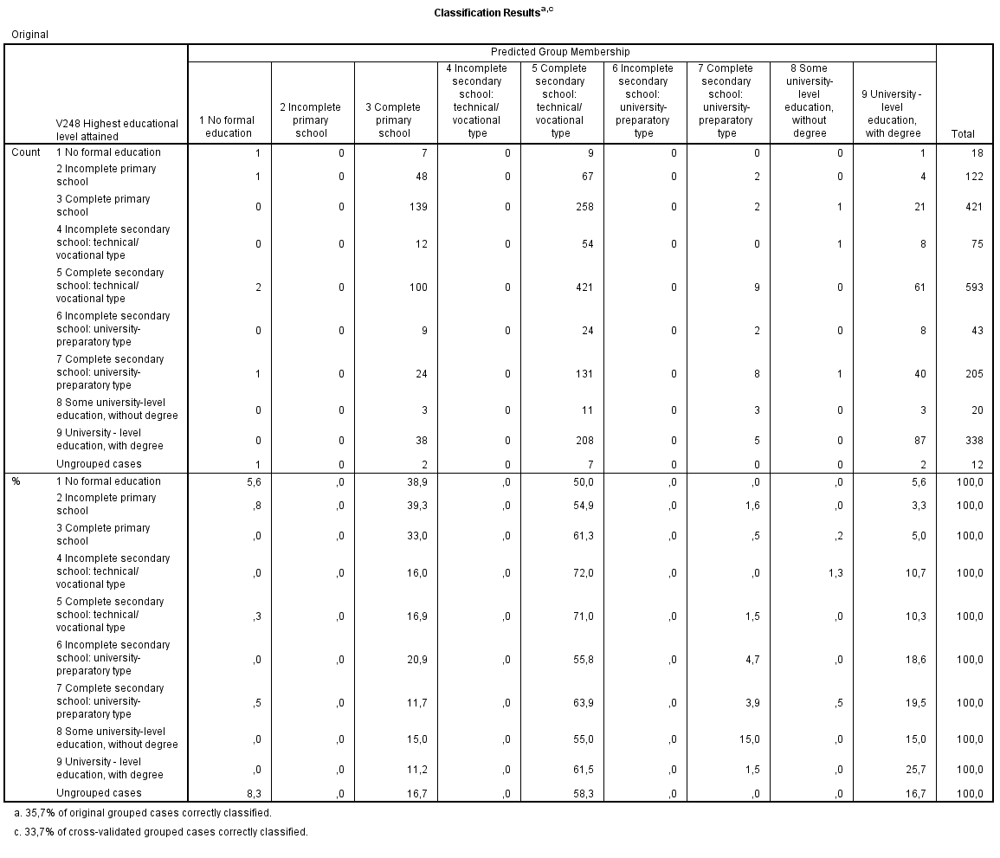 Classification Results a,c
Original
Predicted Group Membership
V248 Highest educational level attained 1 No formal education 2 Incomplete primary school 3 Complete primary school 4 Incomplete secondary school: technical/ vocational type 5 Complete secondary school: technical/ vocational type 6 Incomplete secondary school: university- preparatory type 7 Complete secondary school: university- preparatory type 8 Some university- level education, without degree 9 University - level education, with degree Total
Count 1 No formal education 1 0 7 0 9 0 0 0 1 18
2 Incomplete primary school 1 0 48 0 67 0 2 0 4 122
3 Complete primary school 0 0 139 0 258 0 2 1 21 421
4 Incomplete secondary school: technical/ vocational type 0 0 12 0 54 0 0 1 8 75
5 Complete secondary school: technical/ vocational type 2 0 100 0 421 0 9 0 61 593
6 Incomplete secondary school: university- preparatory type 0 0 9 0 24 0 2 0 8 43
7 Complete secondary school: university- preparatory type 1 0 24 0 131 0 8 1 40 205
8 Some university-level education, without degree 0 0 3 0 11 0 3 0 3 20
9 University - level education, with degree 0 0 38 0 208 0 5 0 87 338
Ungrouped cases 1 0 2 0 7 0 0 0 2 12
% 1 No formal education 5,6 ,0 38,9 ,0 50,0 ,0 ,0 ,0 5,6 100,0
2 Incomplete primary school ,8 ,0 39,3 ,0 54,9 ,0 1,6 ,0 3,3 100,0
3 Complete primary school ,0 ,0 33,0 ,0 61,3 ,0 ,5 ,2 5,0 100,0
4 Incomplete secondary school: technical/ vocational type ,0 ,0 16,0 ,0 72,0 ,0 ,0 1,3 10,7 100,0
5 Complete secondary school: technical/ vocational type ,3 ,0 16,9 ,0 71,0 ,0 1,5 ,0 10,3 100,0
6 Incomplete secondary school: university- preparatory type ,0 ,0 20,9 ,0 55,8 ,0 4,7 ,0 18,6 100,0
7 Complete secondary school: university- preparatory type ,5 ,0 11,7 ,0 63,9 ,0 3,9 ,5 19,5 100,0
8 Some university-level education, without degree ,0 ,0 15,0 ,0 55,0 ,0 15,0 ,0 15,0 100,0
9 University - level education, with degree ,0 ,0 11,2 ,0 61,5 ,0 1,5 ,0 25,7 100,0
Ungrouped cases 8,3 ,0 16,7 ,0 58,3 ,0 ,0 ,0 16,7 100,0
a. 35,7% of original grouped cases correctly classified.
c. 33,7% of cross-validated grouped cases correctly classified.